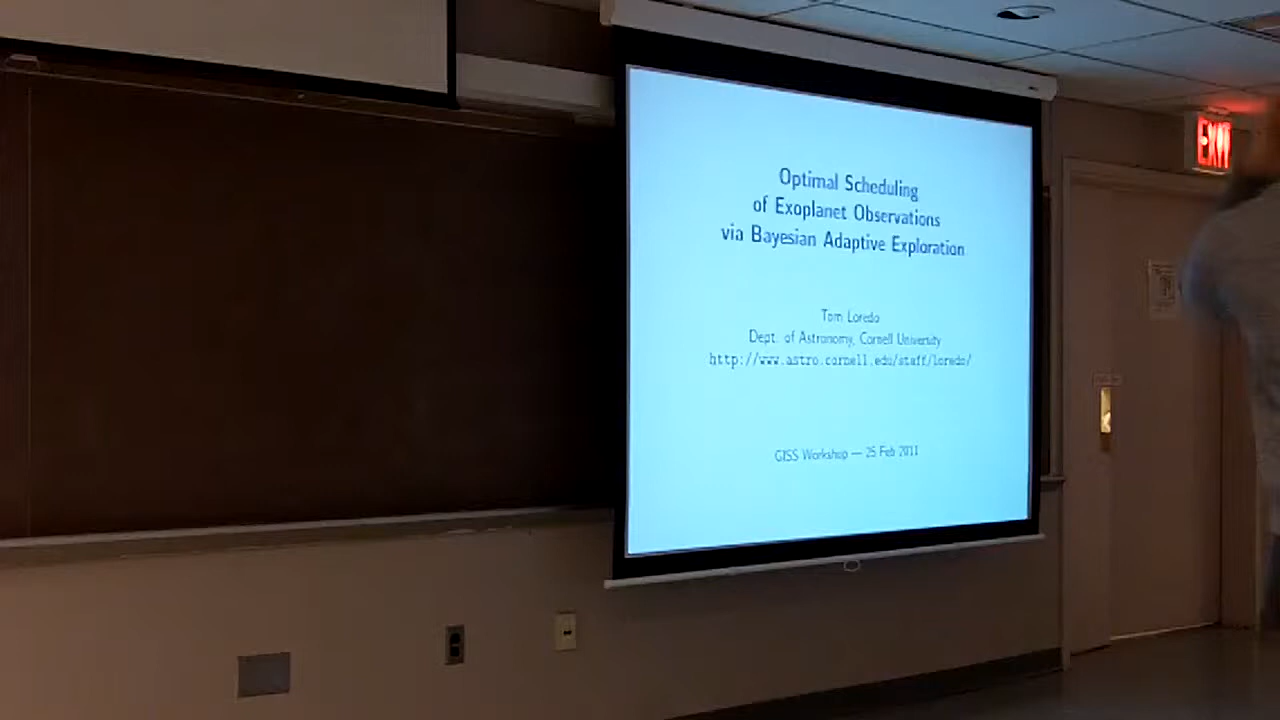 Optimal Scheduling
of Exoplanet Observations
via Bayesian Adaptive Exploration
Tom Loredo
Dept. of Astronomy, Cornell University
http://www.astro.cornell.edu/staff/loredo/
GISS Workshop — 25 Feb 2011
EXIT